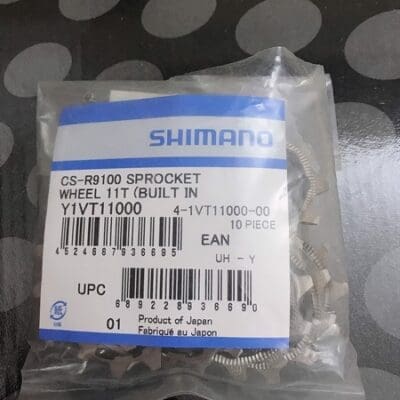 SHIMANO
CS-R9100 SPROCKET
WHEEL 11T (BUILT IN
Y1VT11000 4-1VT11000-00
10 PIECE
4524667936695 EAN
UH - Y
UPC 689228936690
01 Product of Japan
Fabriqué au Japon